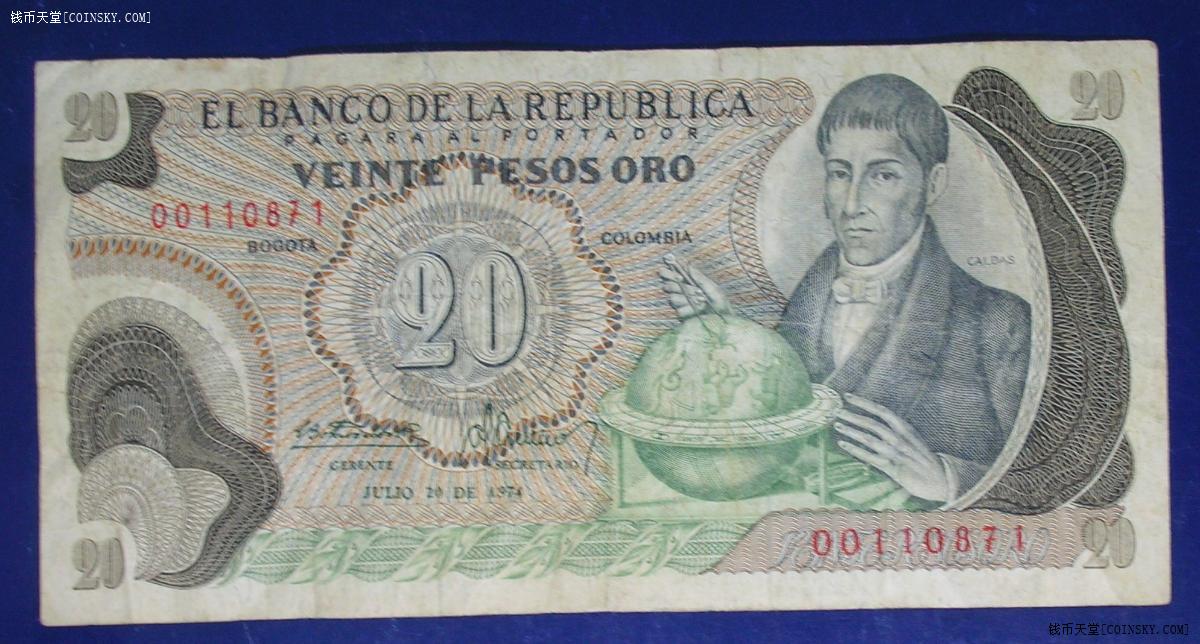 钱币天堂[COINSKY.COM]
20
20
EL BANCO DE LA REPUBLICA
PAGARA AL PORTADOR
VEINTE PESOS ORO
00110871
BOGOTA
COLOMBIA
CALDAS
20
GERENTE
SECRETARIO
JULIO 20 DE 1974
00110871
20
20
钱币天堂[COINSKY.COM]